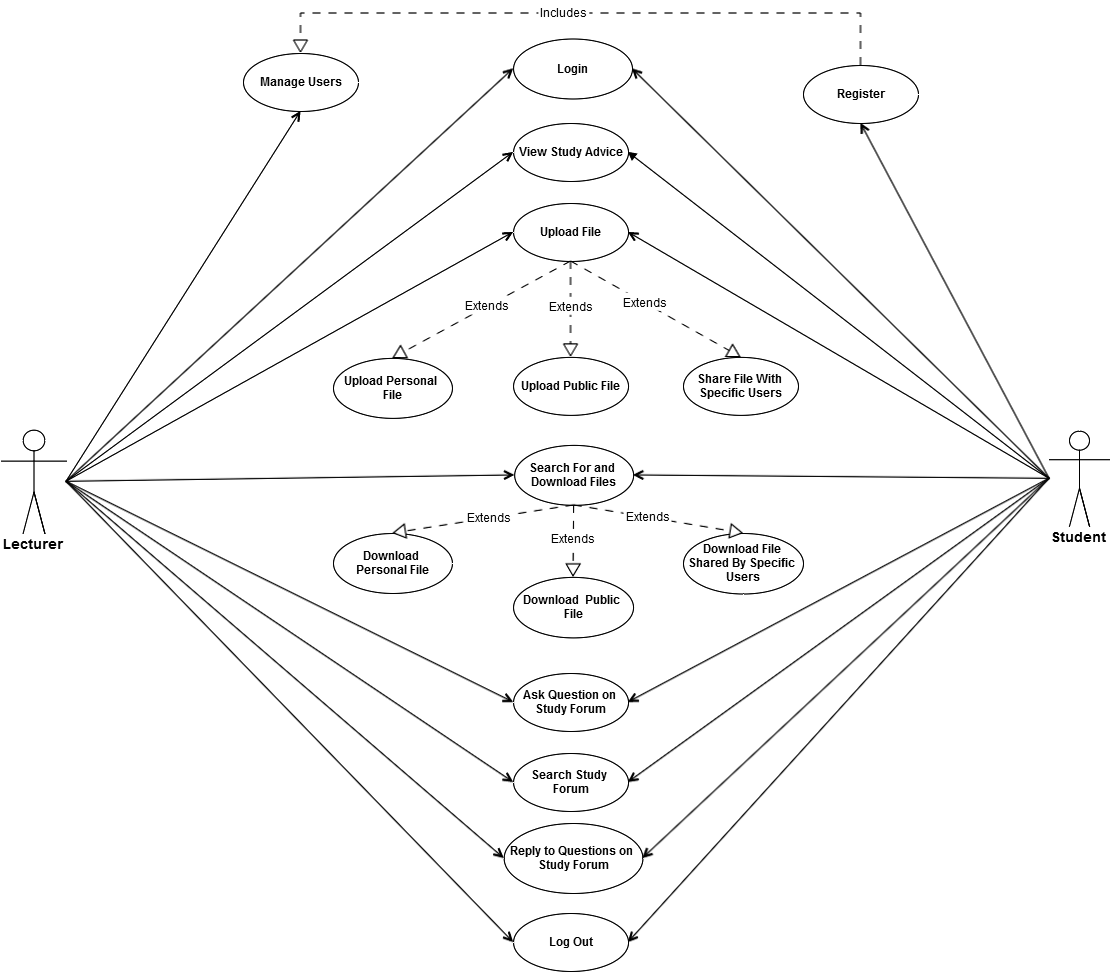 Includes
Manage Users
Login
Register
View Study Advice
Upload File
Extends
Extends
Extends
Upload Personal
File
Upload Public File
Share File With
Specific Users
Lecturer
Student
Search For and
Download Files
Extends
Extends
Extends
Download
Personal File
Download  Public
File
Download File
Shared By Specific
Users
Ask Question on
Study Forum
Search Study
Forum
Reply to Questions on
Study Forum
Log Out